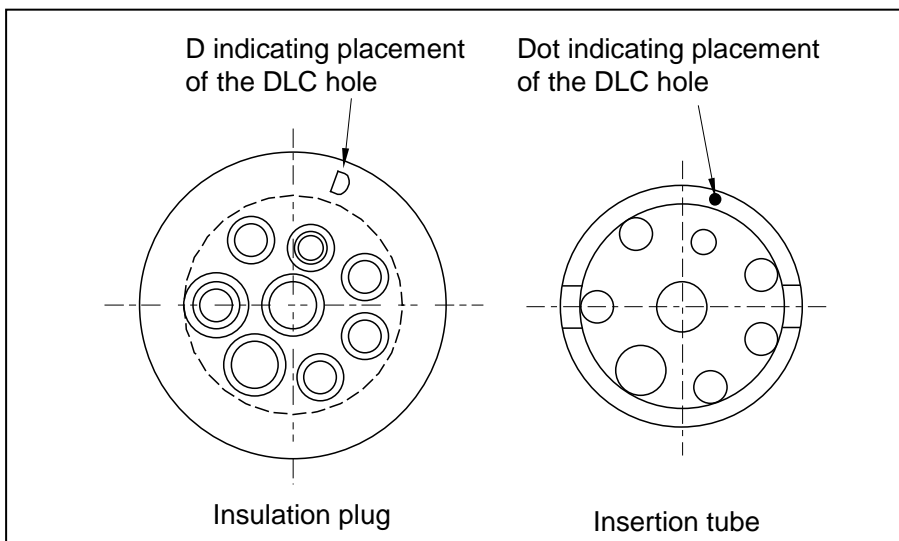 D indicating placement
of the DLC hole
Dot indicating placement
of the DLC hole
D
Insulation plug
Insertion tube